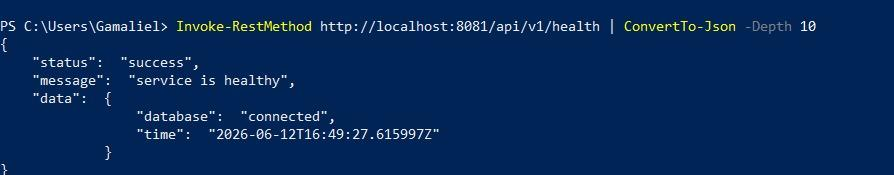 PS C:\Users\Gamaliel> Invoke-RestMethod http://localhost:8081/api/v1/health | ConvertTo-Json -Depth 10
{
    "status":  "success",
    "message":  "service is healthy",
    "data":  {
                 "database":  "connected",
                 "time":  "2026-06-12T16:49:27.615997Z"
             }
}